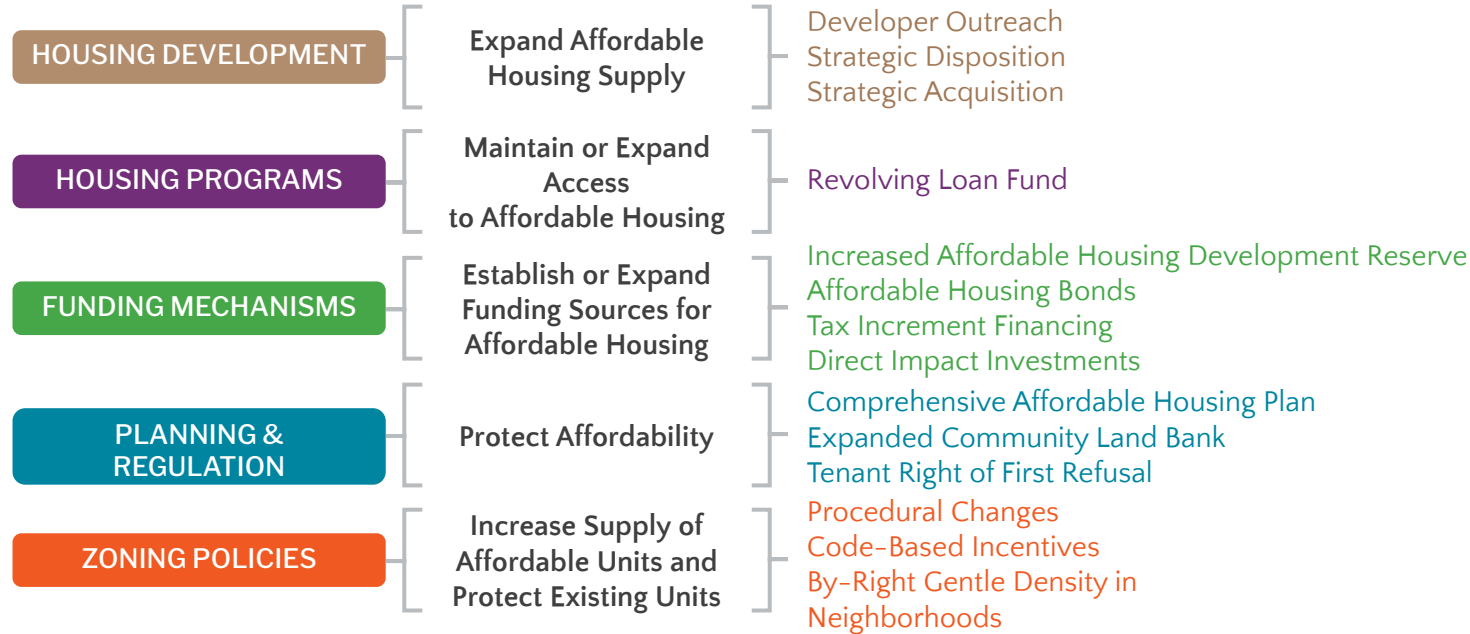 HOUSING DEVELOPMENT
Expand Affordable
Housing Supply
Developer Outreach
Strategic Disposition
Strategic Acquisition
HOUSING PROGRAMS
Maintain or Expand
Access
to Affordable Housing
Revolving Loan Fund
FUNDING MECHANISMS
Establish or Expand
Funding Sources for
Affordable Housing
Increased Affordable Housing Development Reserve
Affordable Housing Bonds
Tax Increment Financing
Direct Impact Investments
PLANNING &
REGULATION
Protect Affordability
Comprehensive Affordable Housing Plan
Expanded Community Land Bank
Tenant Right of First Refusal
ZONING POLICIES
Increase Supply of
Affordable Units and
Protect Existing Units
Procedural Changes
Code-Based Incentives
By-Right Gentle Density in
Neighborhoods